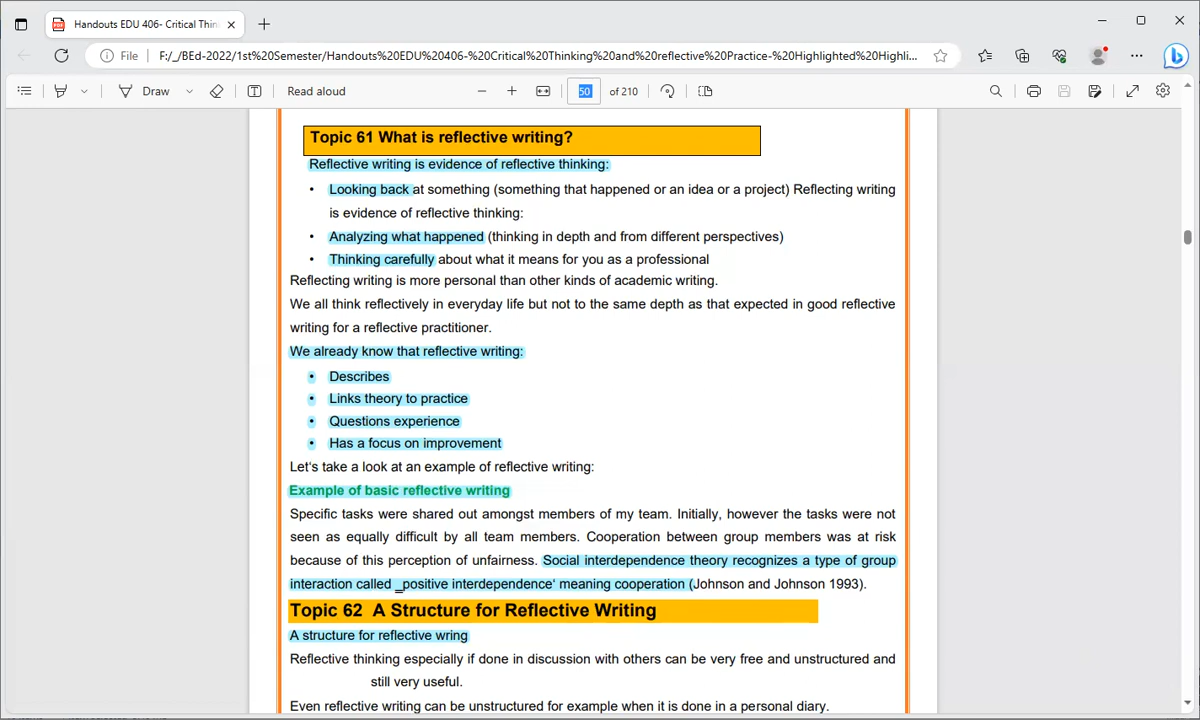 Handouts EDU 406- Critical Thin
File F:/_/BEd-2022/1st%20Semester/Handouts%20EDU%20406-%20Critical%20Thinking%20and%20reflective%20Practice-%20Highlighted%20Highli...
Draw Read aloud 50 of 210
Topic 61 What is reflective writing?
Reflective writing is evidence of reflective thinking:
• Looking back at something (something that happened or an idea or a project) Reflecting writing
is evidence of reflective thinking:
• Analyzing what happened (thinking in depth and from different perspectives)
• Thinking carefully about what it means for you as a professional
Reflecting writing is more personal than other kinds of academic writing.
We all think reflectively in everyday life but not to the same depth as that expected in good reflective
writing for a reflective practitioner.
We already know that reflective writing:
• Describes
• Links theory to practice
• Questions experience
• Has a focus on improvement
Let‘s take a look at an example of reflective writing:
Example of basic reflective writing
Specific tasks were shared out amongst members of my team. Initially, however the tasks were not
seen as equally difficult by all team members. Cooperation between group members was at risk
because of this perception of unfairness. Social interdependence theory recognizes a type of group
interaction called _positive interdependence‘ meaning cooperation (Johnson and Johnson 1993).
Topic 62 A Structure for Reflective Writing
A structure for reflective wring
Reflective thinking especially if done in discussion with others can be very free and unstructured and
still very useful.
Even reflective writing can be unstructured for example when it is done in a personal diary.